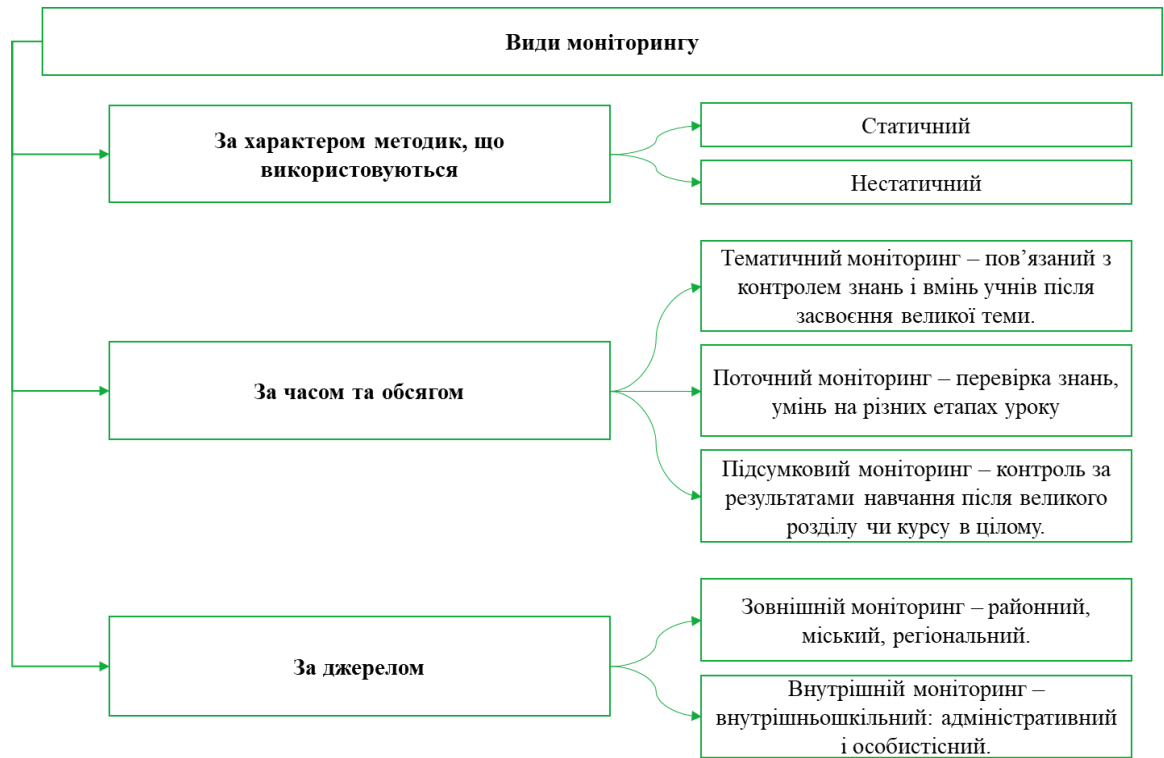 Види моніторингу
За характером методик, що
використовуються
Статичний
Нестатичний
За часом та обсягом
Тематичний моніторинг – пов’язаний з
контролем знань і вмінь учнів після
засвоєння великої теми.
Поточний моніторинг – перевірка знань,
умінь на різних етапах уроку
Підсумковий моніторинг – контроль за
результатами навчання після великого
розділу чи курсу в цілому.
За джерелом
Зовнішній моніторинг – районний,
міський, регіональний.
Внутрішній моніторинг –
внутрішньошкільний: адміністративний
і особистісний.